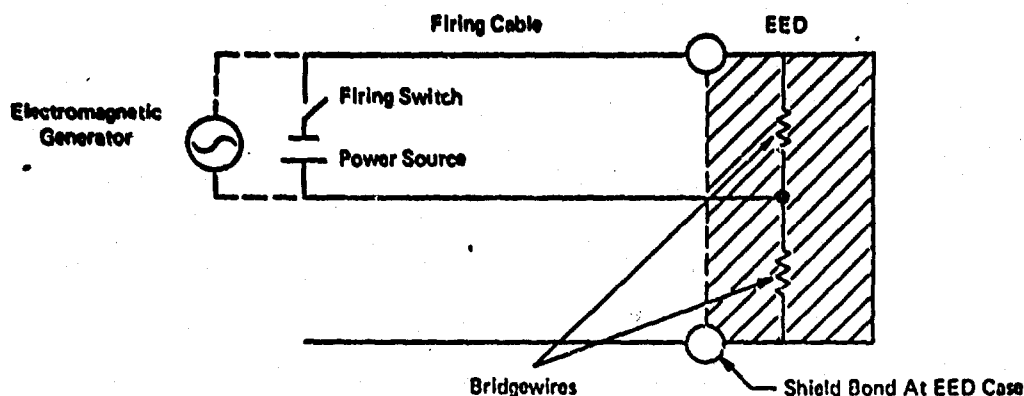 Firing Cable
EED
Electromagnetic
Generator
Firing Switch
Power Source
Bridgewires
Shield Bond At EED Case